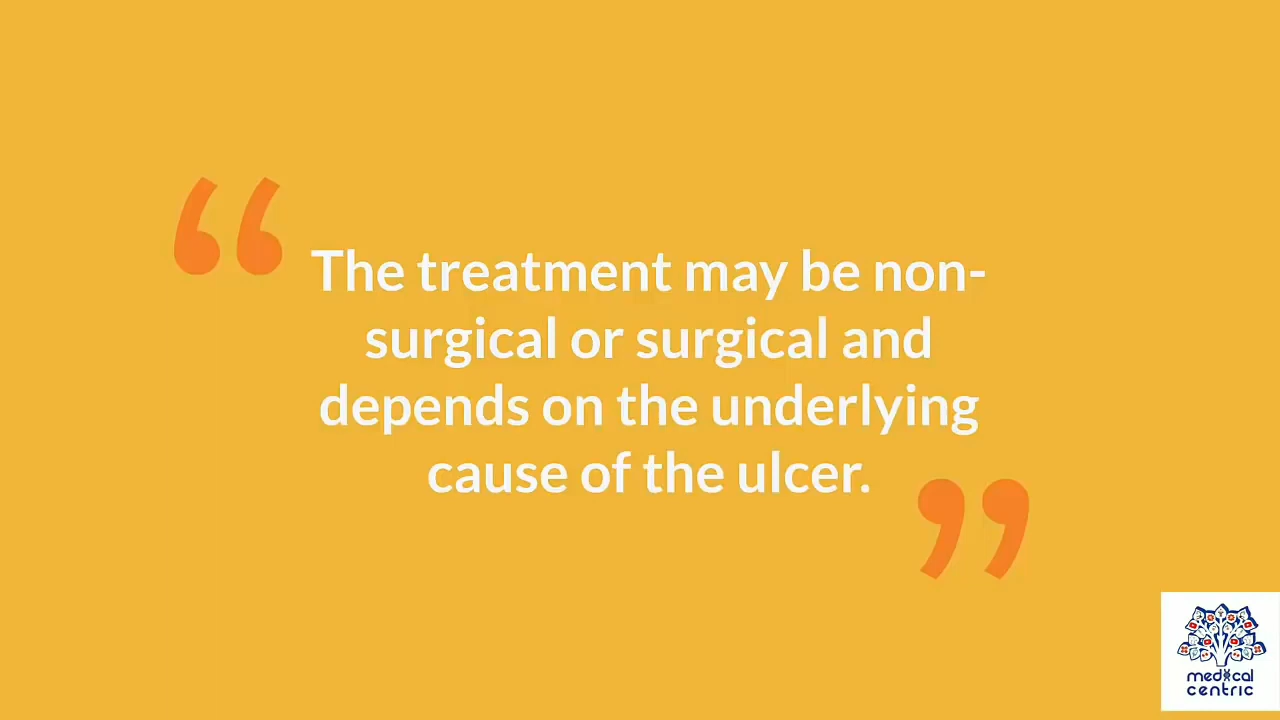 “
The treatment may be non-
surgical or surgical and
depends on the underlying
cause of the ulcer.
”
medical
centric